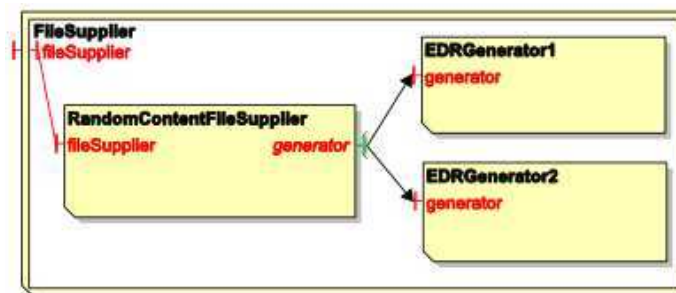 FileSupplier
fileSupplier
RandomContentFileSupplier
fileSupplier generator
EDRGenerator1
generator
EDRGenerator2
generator